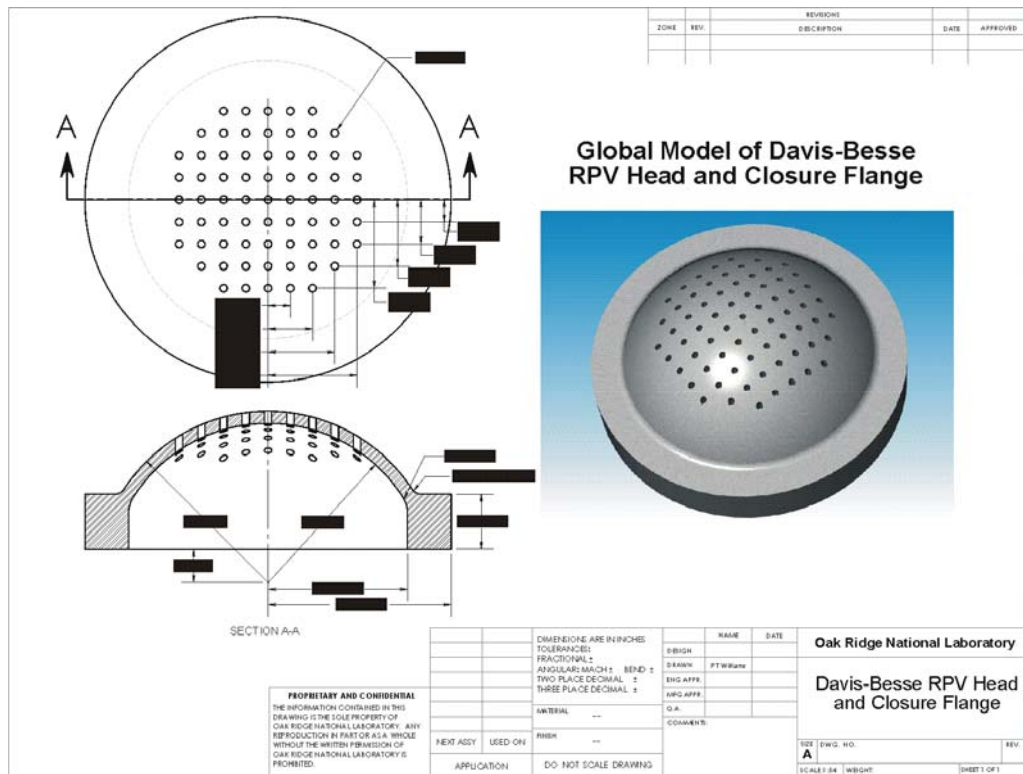 REVISIONS
ZONE REV. DESCRIPTION DATE APPROVED
A A
Global Model of Davis-Besse
RPV Head and Closure Flange
SECTION A-A
PROPRIETARY AND CONFIDENTIAL
THE INFORMATION CONTAINED IN THIS
DRAWING IS THE SOLE PROPERTY OF
OAK RIDGE NATIONAL LABORATORY. ANY
REPRODUCTION IN PART OR AS A WHOLE
WITHOUT THE WRITTEN PERMISSION OF
OAK RIDGE NATIONAL LABORATORY IS
PROHIBITED.
NEXT ASSY USED ON
APPLICATION
DIMENSIONS ARE IN INCHES
TOLERANCES:
FRACTIONAL ±
ANGULAR: MACH ± BEND ±
TWO PLACE DECIMAL ±
THREE PLACE DECIMAL ±
MATERIAL
--
FINISH
--
DO NOT SCALE DRAWING
NAME DATE
DESIGN
DRAWN PT Williams
ENG APPR.
MFG APPR.
Q.A.
COMMENTS:
Oak Ridge National Laboratory
Davis-Besse RPV Head
and Closure Flange
SIZE DWG. NO. REV.
A
SCALE:1:64 WEIGHT: SHEET 1 OF 1